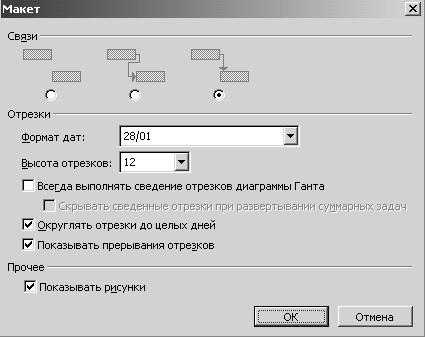 Макет
Связи
Отрезки
Формат дат: 28/01
Высота отрезков: 12
Всегда выполнять сведение отрезков диаграммы Ганта
Скрывать сведенные отрезки при развертывании суммарных задач
Округлять отрезки до целых дней
Показывать прерывания отрезков
Прочее
Показывать рисунки
ОК Отмена